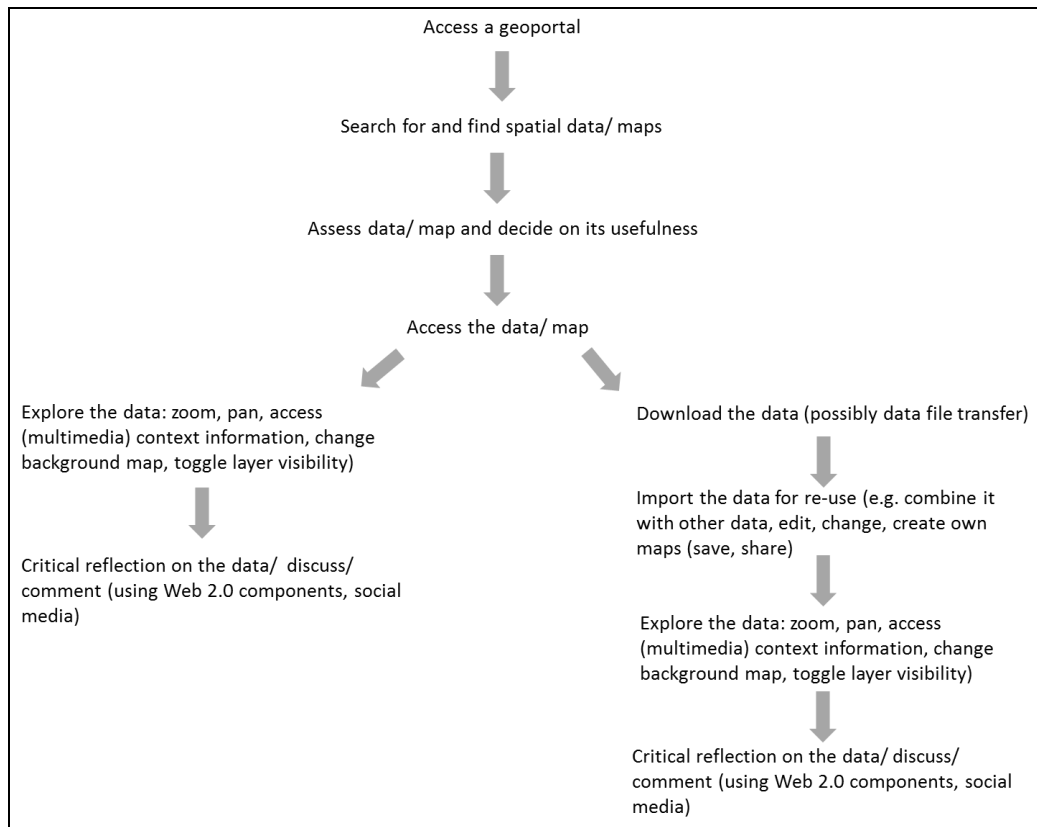 Access a geoportal
Search for and find spatial data/ maps
Assess data/ map and decide on its usefulness
Access the data/ map
Explore the data: zoom, pan, access
(multimedia) context information, change
background map, toggle layer visibility)
Critical reflection on the data/ discuss/
comment (using Web 2.0 components, social
media)
Download the data (possibly data file transfer)
Import the data for re-use (e.g. combine it
with other data, edit, change, create own
maps (save, share)
Explore the data: zoom, pan, access
(multimedia) context information, change
background map, toggle layer visibility)
Critical reflection on the data/ discuss/
comment (using Web 2.0 components, social
media)